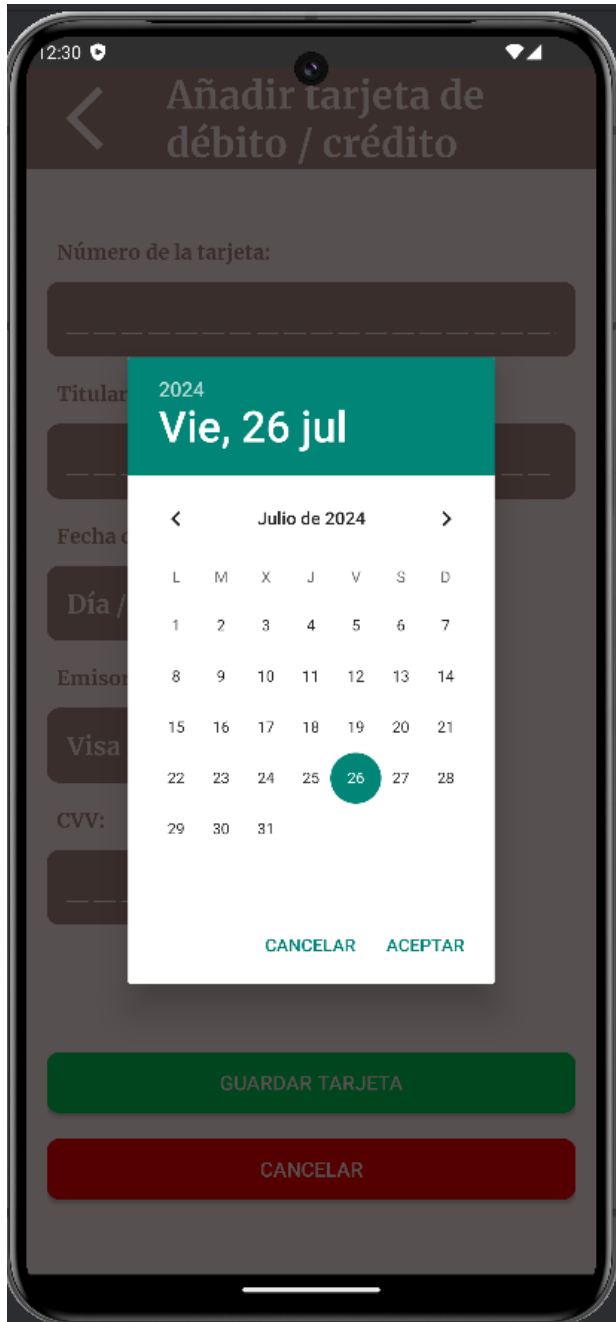 12:30
Añadir tarjeta de
débito / crédito
Número de la tarjeta:
Titular
2024
Vie, 26 jul
Fecha
Julio de 2024
L M X J V S D
1 2 3 4 5 6 7
Día /
8 9 10 11 12 13 14
Emisor
15 16 17 18 19 20 21
Visa
22 23 24 25 26 27 28
CVV:
29 30 31
CANCELAR ACEPTAR
GUARDAR TARJETA
CANCELAR